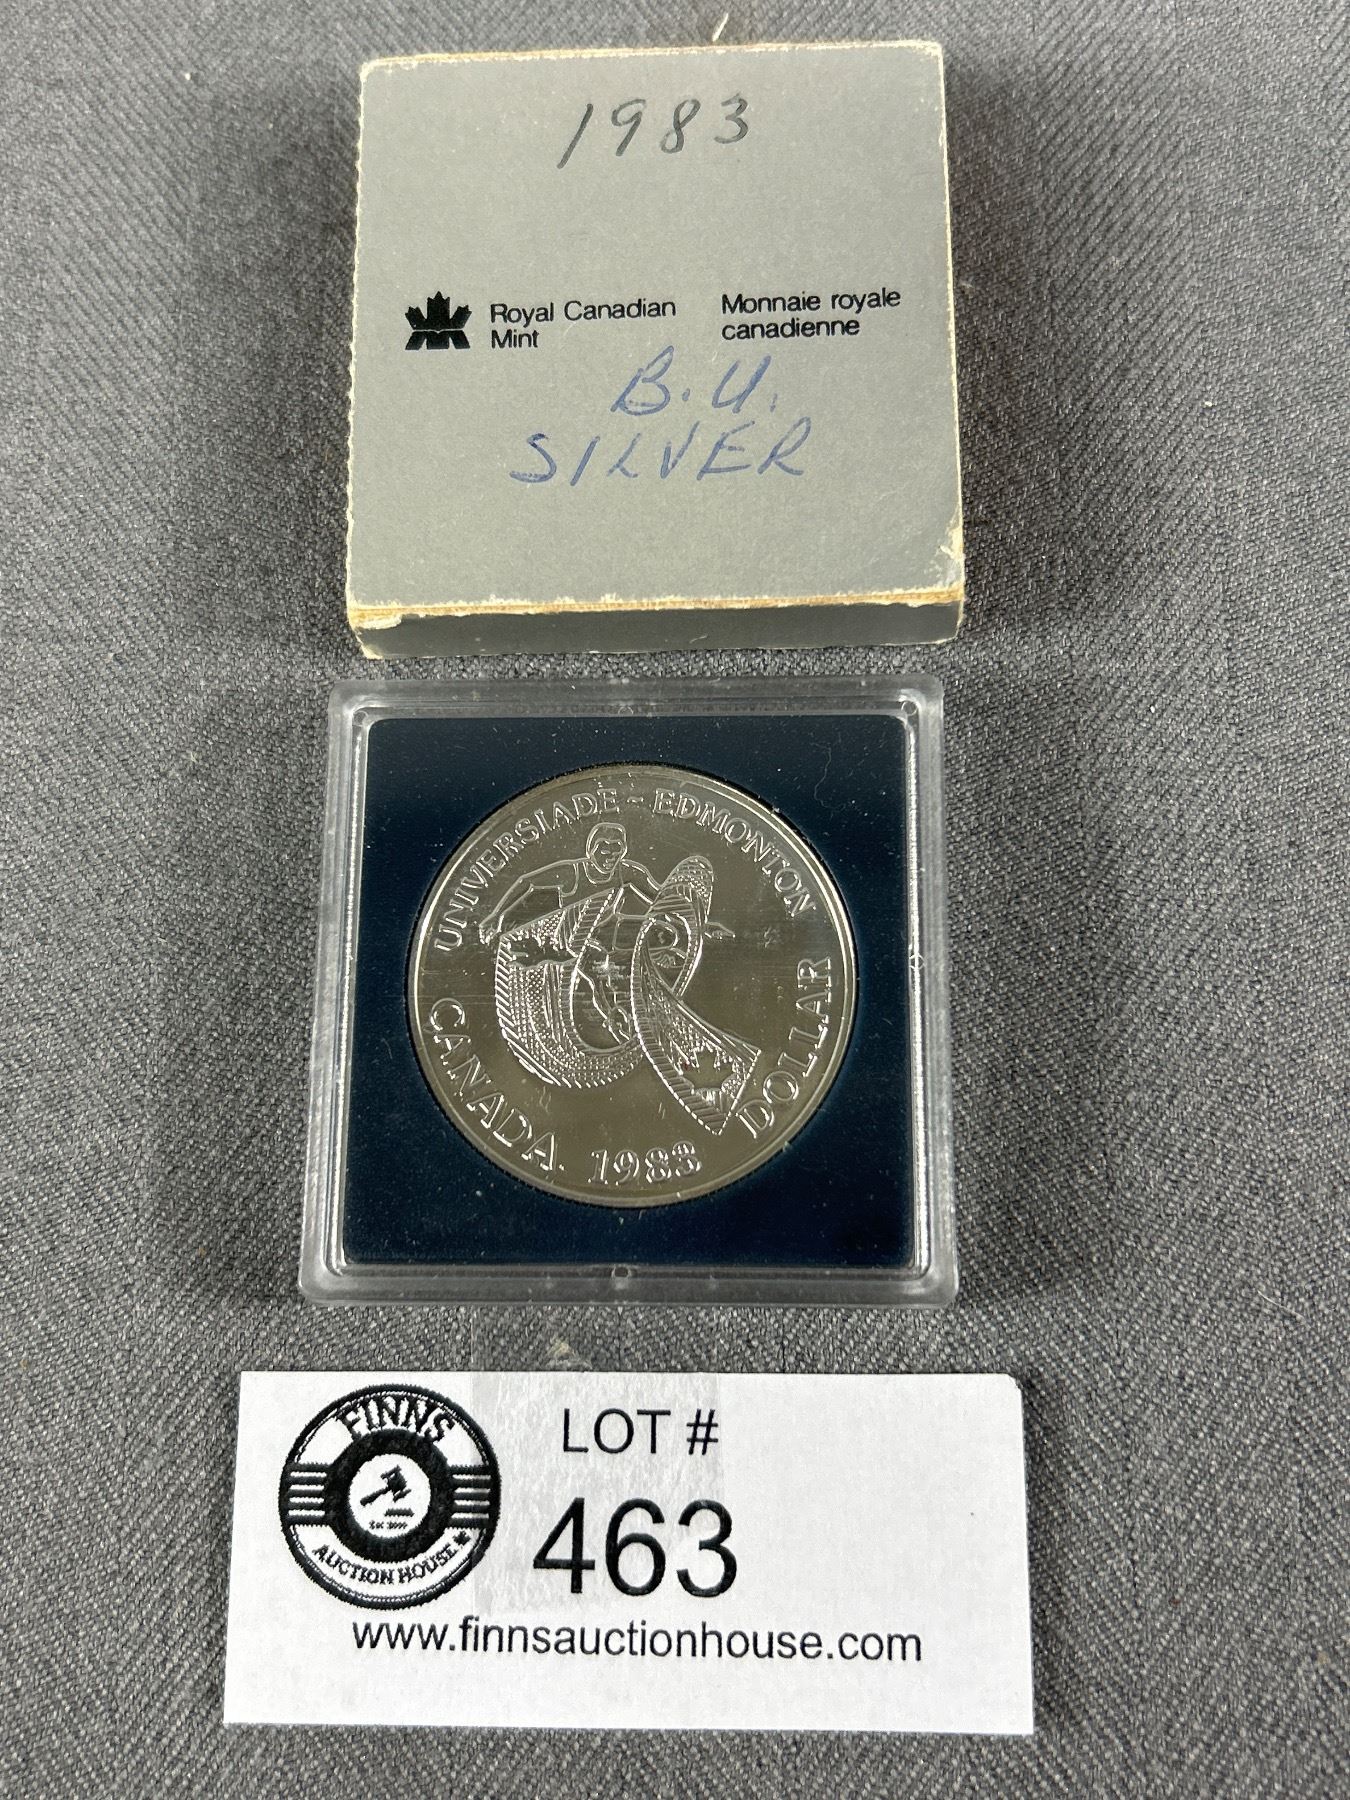 1983
Royal Canadian
Mint
Monnaie royale
canadienne
B.U.
SILVER
UNIVERSIADE - EDMONTON
CANADA 1983 DOLLAR
FINNS
AUCTION HOUSE
LOT #
463
www.finnsauctionhouse.com